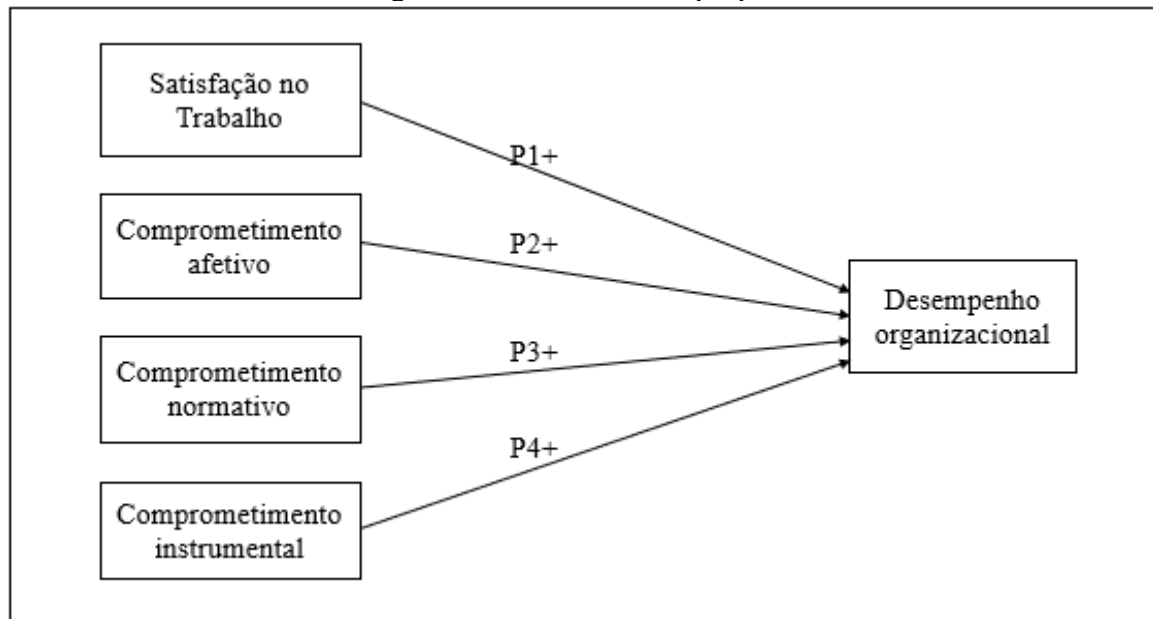 Satisfação no
Trabalho
P1+
Comprometimento
afetivo
P2+
Comprometimento
normativo
P3+
Comprometimento
instrumental
P4+
Desempenho
organizacional